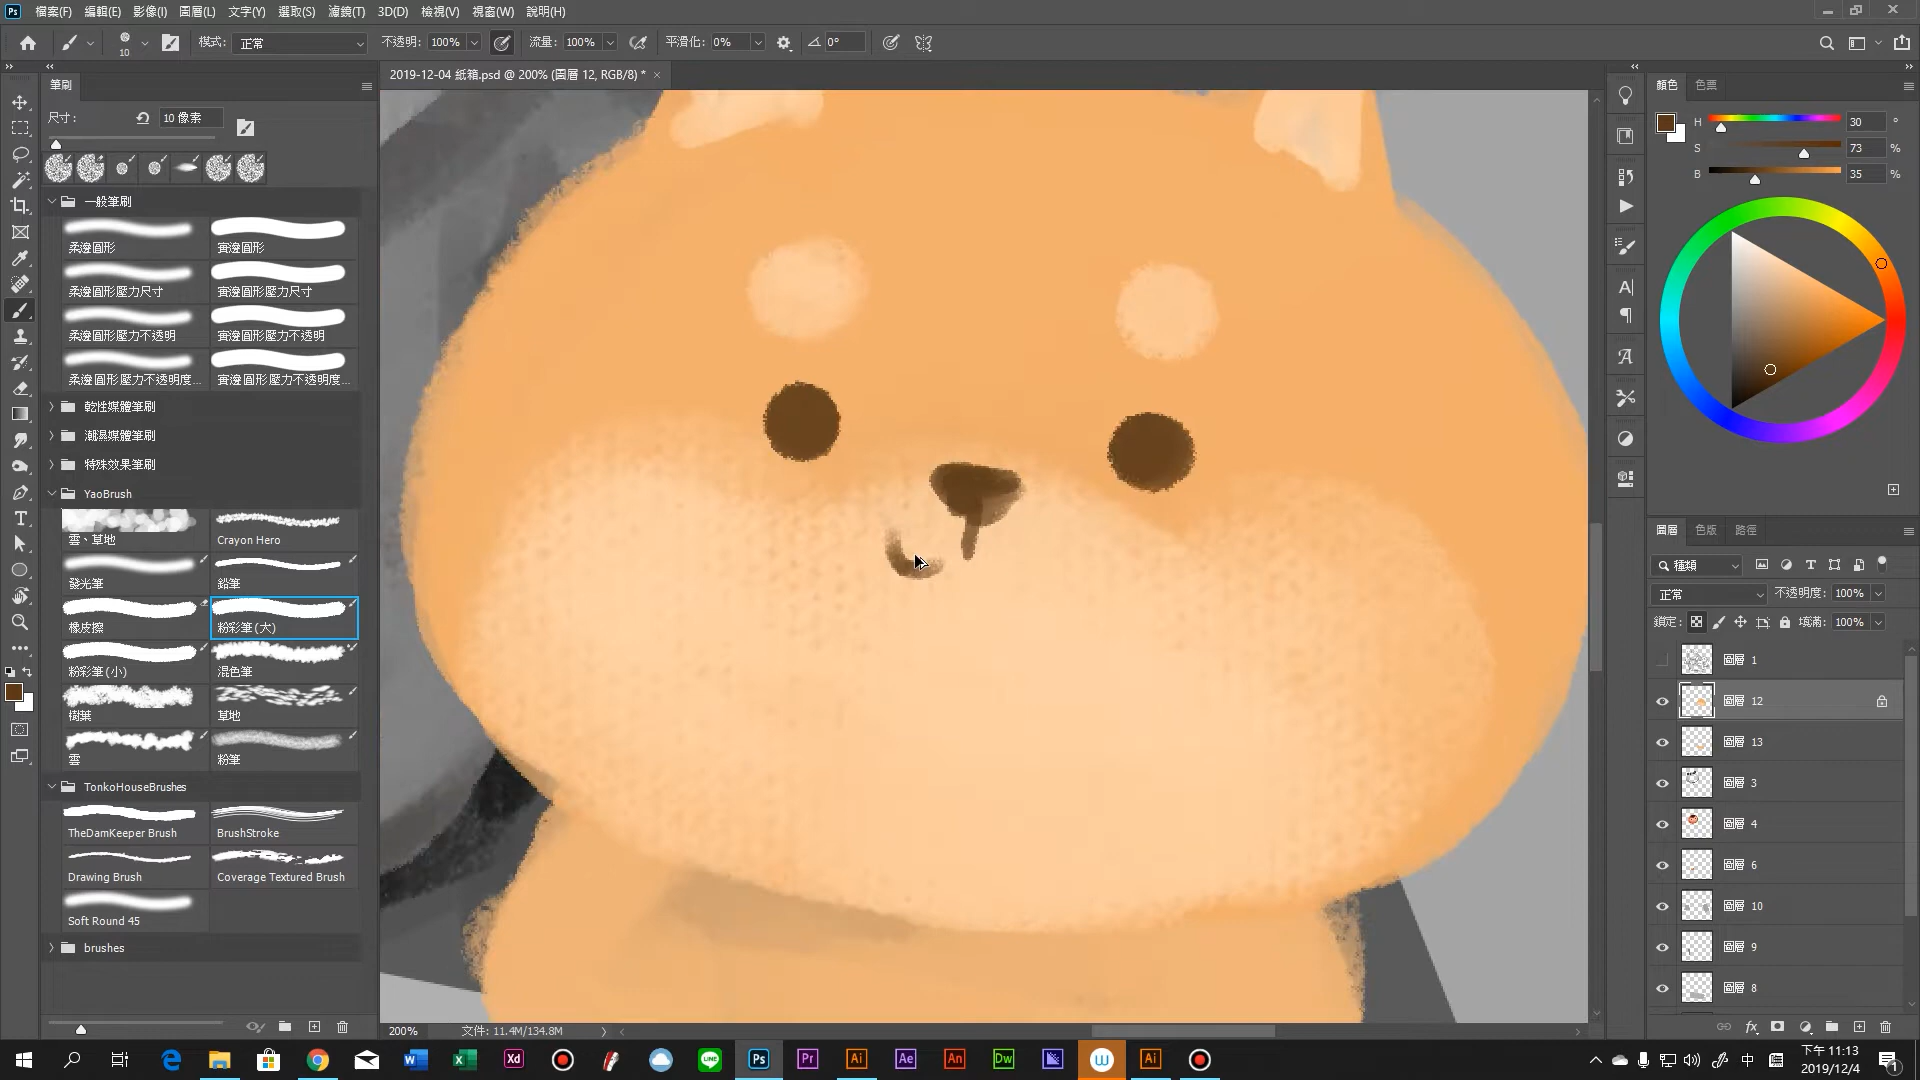 Ps 檔案(F) 編輯(E) 影像(I) 圖層(L) 文字(Y) 選取(S) 濾鏡(T) 3D(D) 檢視(V) 視窗(W) 說明(H)
10 模式: 正常 不透明: 100% 流量: 100% 平滑化: 0% 0°
2019-12-04 紙箱.psd @ 200% (圖層 12, RGB/8) *
筆刷
尺寸: 10 像素
一般筆刷
柔邊圓形 實邊圓形
柔邊圓形壓力尺寸 實邊圓形壓力尺寸
柔邊圓形壓力不透明 實邊圓形壓力不透明
柔邊圓形壓力不透明度... 實邊圓形壓力不透明度...
乾性媒體筆刷
潮濕媒體筆刷
特殊效果筆刷
YaoBrush
雲、草地 Crayon Hero
發光筆 鉛筆
橡皮擦 粉彩筆(大)
粉彩筆(小) 混色筆
樹葉 草地
雲 粉筆
TonkoHouseBrushes
TheDamKeeper Brush BrushStroke
Drawing Brush Coverage Textured Brush
Soft Round 45
brushes
200% 文件: 11.4M/134.8M
顏色 色票
H 30 °
S 73 %
B 35 %
圖層 色版 路徑
種類
正常 不透明度: 100%
鎖定: 填滿: 100%
圖層 1
圖層 12
圖層 13
圖層 3
圖層 4
圖層 6
圖層 10
圖層 9
圖層 8
fx
Xd Ps Pr Ai Ae An Dw Ai
LINE
中
下午 11:13
2019/12/4
1